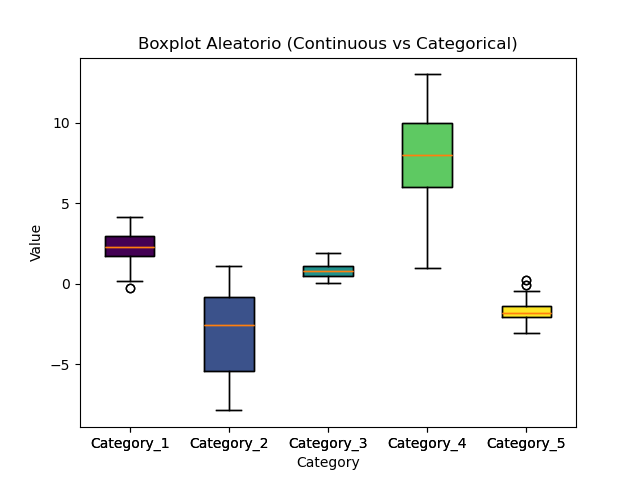 Boxplot Aleatorio (Continuous vs Categorical)
Value
10
5
0
−5
Category_1 Category_2 Category_3 Category_4 Category_5
Category